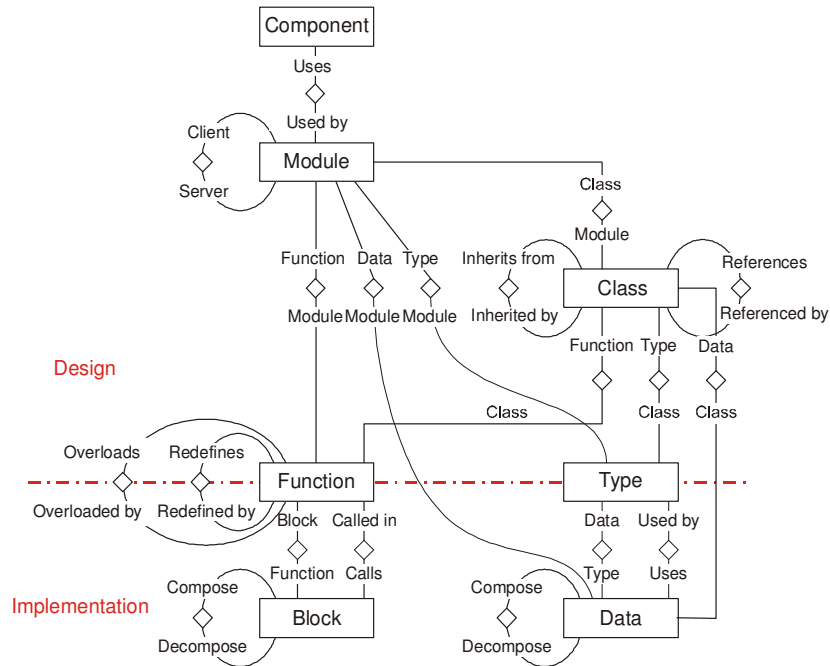 Component
Uses
Used by
Client
Module
Server
Class
Module
Function Data Type
Inherits from References
Class
Module Module Module
Inherited by Referenced by
Function Type Data
Design
Class Class Class
Overloads Redefines
Function Type
Overloaded by Redefined by
Block Called in Data Used by
Function Calls Type Uses
Compose Compose
Implementation
Block Data
Decompose Decompose